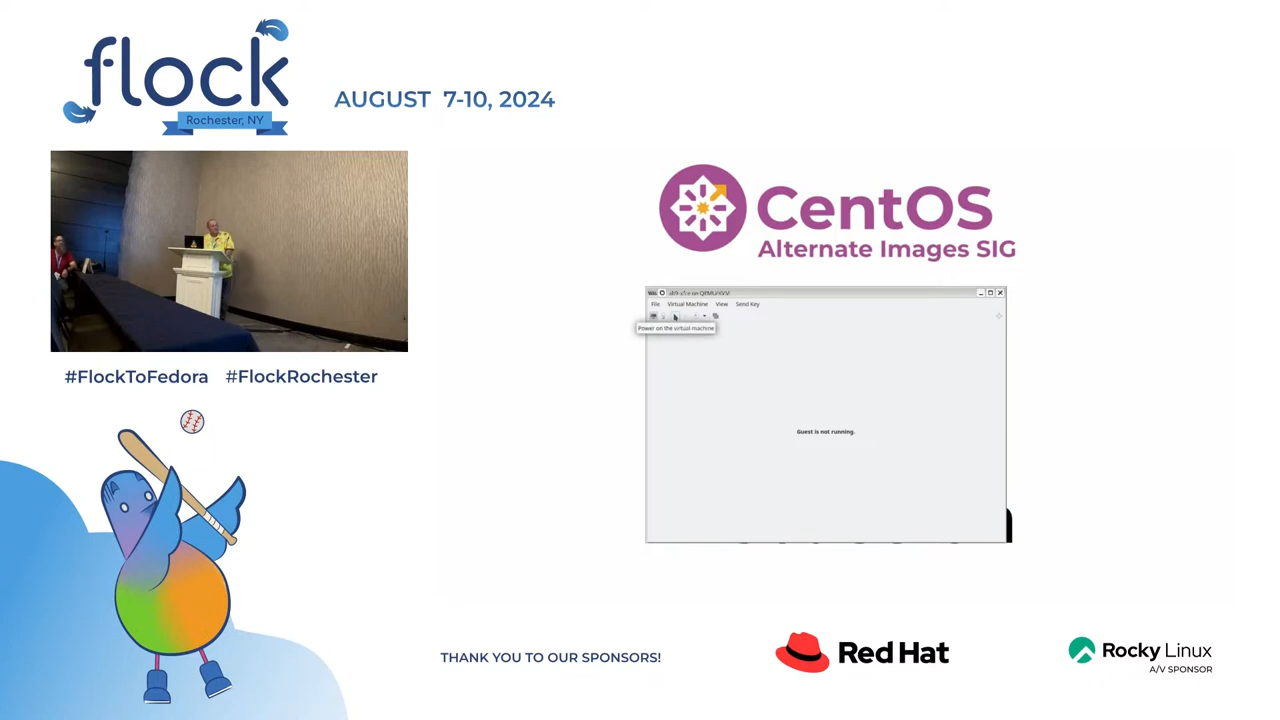 flock
Rochester, NY
AUGUST 7-10, 2024
CentOS
Alternate Images SIG
File Virtual Machine View Send Key
Power on the virtual machine
Guest is not running.
#FlockToFedora #FlockRochester
THANK YOU TO OUR SPONSORS!
Red Hat
Rocky Linux
A/V SPONSOR